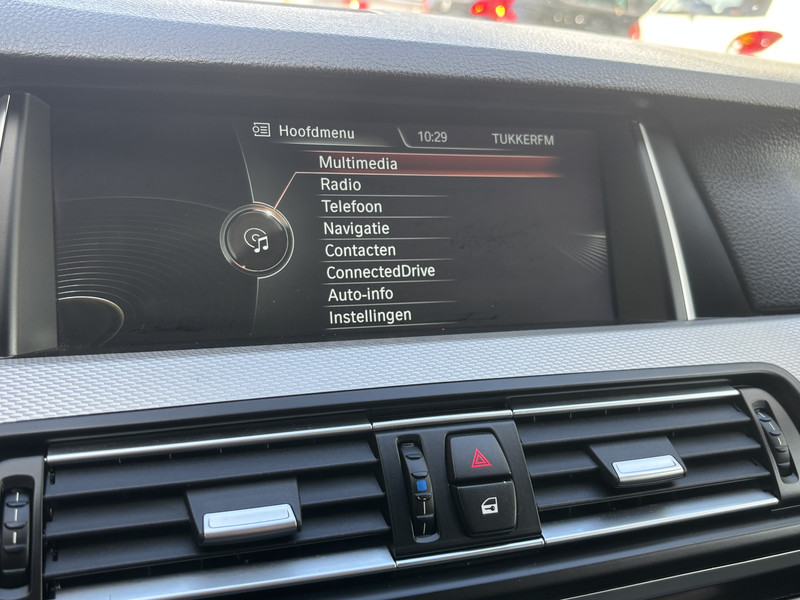 Hoofdmenu 10:29 TUKKERFM
Multimedia
Radio
Telefoon
Navigatie
Contacten
ConnectedDrive
Auto-info
Instellingen